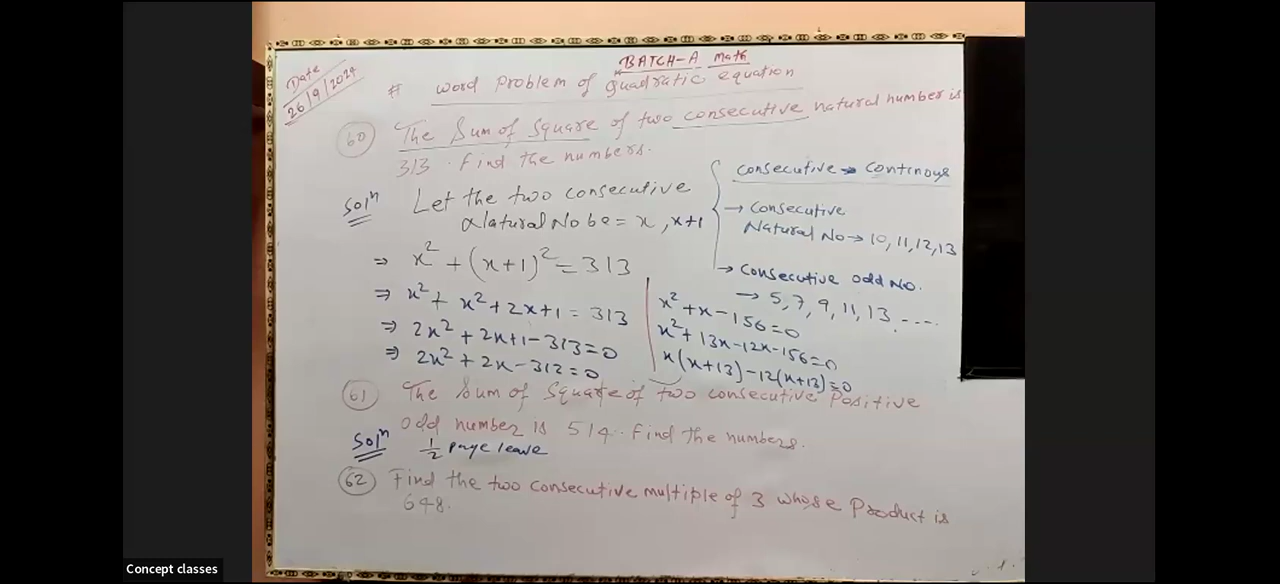 Date
26/9/2024
BATCH-A Math
# word Problem of quadratic equation
60 The Sum of Square of two consecutive natural number is
313. Find the numbers.
Solⁿ Let the two consecutive
Natural No be = x, x+1
⇒ x² + (x+1)² = 313
⇒ x² + x² + 2x + 1 = 313
⇒ 2x² + 2x + 1 - 313 = 0
⇒ 2x² + 2x - 312 = 0
consecutive → continous
→ Consecutive
Natural No → 10, 11, 12, 13
→ Consecutive odd No.
→ 5, 7, 9, 11, 13 ----
x² + x - 156 = 0
x² + 13x - 12x - 156 = 0
x(x+13) - 12(x+13) = 0
61 The Sum of Square of two consecutive Positive
odd number is 514. Find the numbers.
Solⁿ 1/2 page leave
62 Find the two consecutive multiple of 3 whose Product is
648.
Concept classes